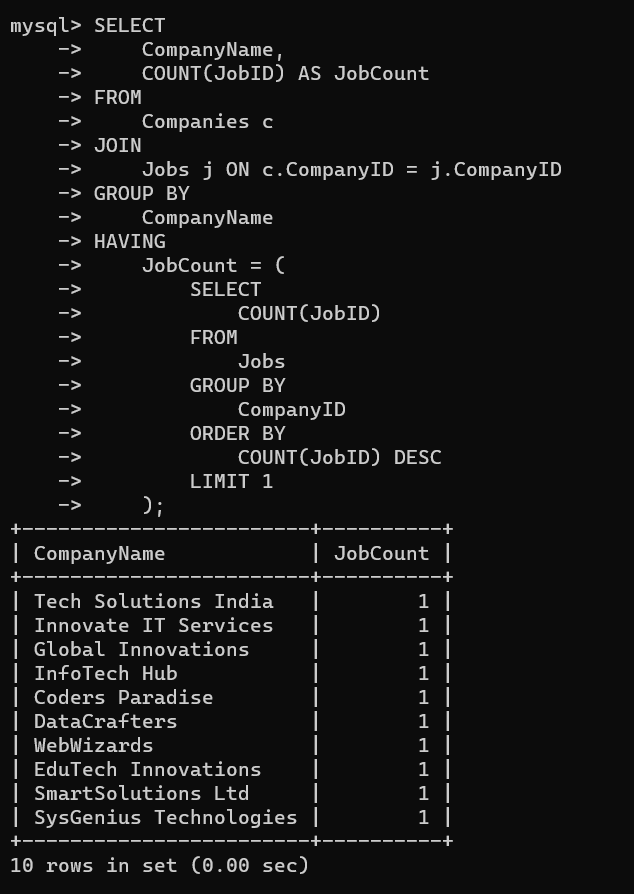 mysql> SELECT
    ->     CompanyName,
    ->     COUNT(JobID) AS JobCount
    -> FROM
    ->     Companies c
    -> JOIN
    ->     Jobs j ON c.CompanyID = j.CompanyID
    -> GROUP BY
    ->     CompanyName
    -> HAVING
    ->     JobCount = (
    ->         SELECT
    ->             COUNT(JobID)
    ->         FROM
    ->             Jobs
    ->         GROUP BY
    ->             CompanyID
    ->         ORDER BY
    ->             COUNT(JobID) DESC
    ->         LIMIT 1
    ->     );
+------------------------+----------+
| CompanyName            | JobCount |
+------------------------+----------+
| Tech Solutions India   |        1 |
| Innovate IT Services   |        1 |
| Global Innovations     |        1 |
| InfoTech Hub           |        1 |
| Coders Paradise        |        1 |
| DataCrafters           |        1 |
| WebWizards             |        1 |
| EduTech Innovations    |        1 |
| SmartSolutions Ltd     |        1 |
| SysGenius Technologies |        1 |
+------------------------+----------+
10 rows in set (0.00 sec)